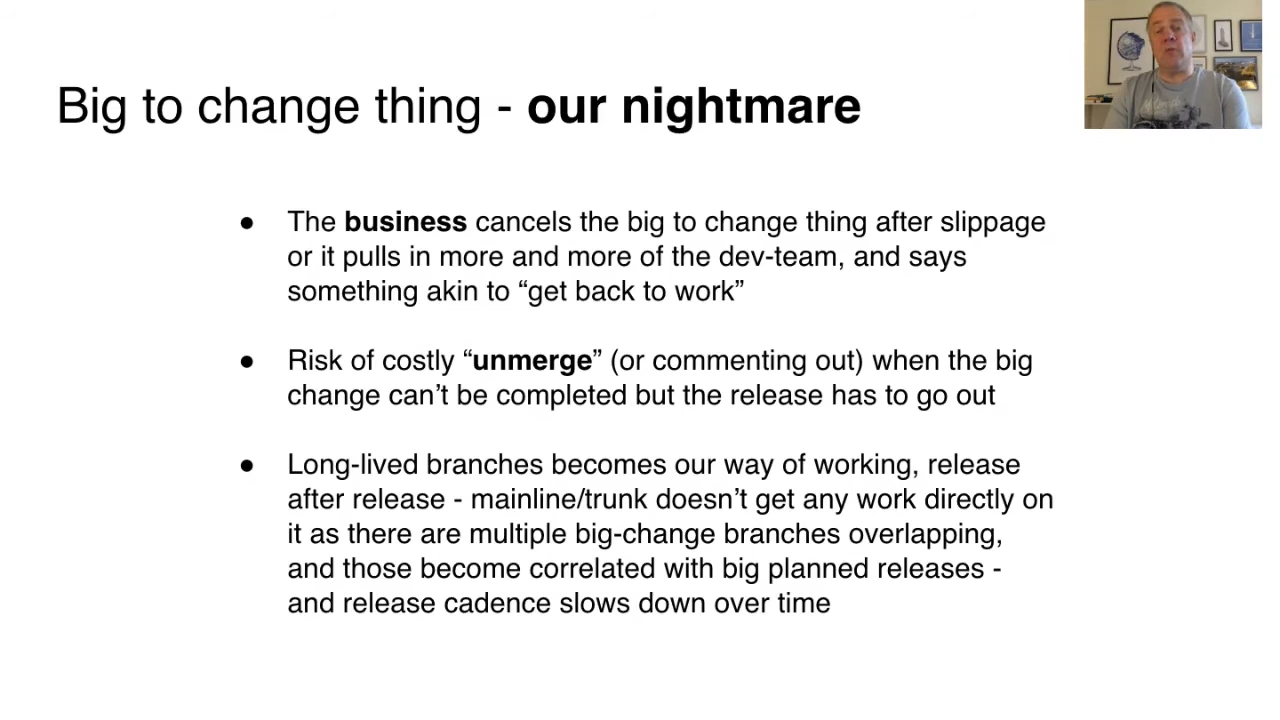 Big to change thing - our nightmare
● The business cancels the big to change thing after slippage
or it pulls in more and more of the dev-team, and says
something akin to “get back to work”
● Risk of costly “unmerge” (or commenting out) when the big
change can’t be completed but the release has to go out
● Long-lived branches becomes our way of working, release
after release - mainline/trunk doesn’t get any work directly on
it as there are multiple big-change branches overlapping,
and those become correlated with big planned releases -
and release cadence slows down over time